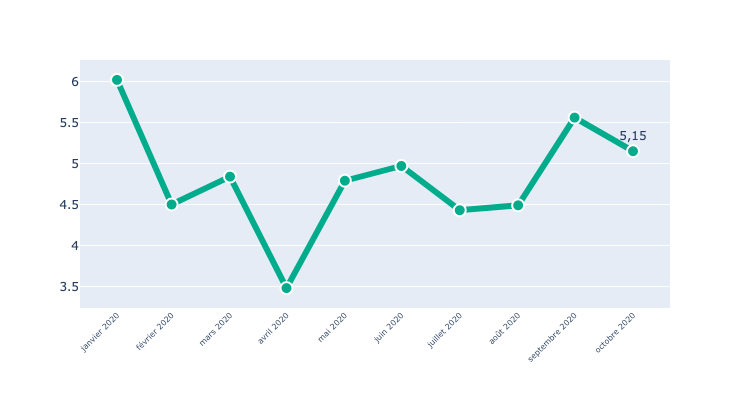 6
5.5
5
4.5
4
3.5
5,15
janvier 2020
février 2020
mars 2020
avril 2020
mai 2020
juin 2020
juillet 2020
août 2020
septembre 2020
octobre 2020